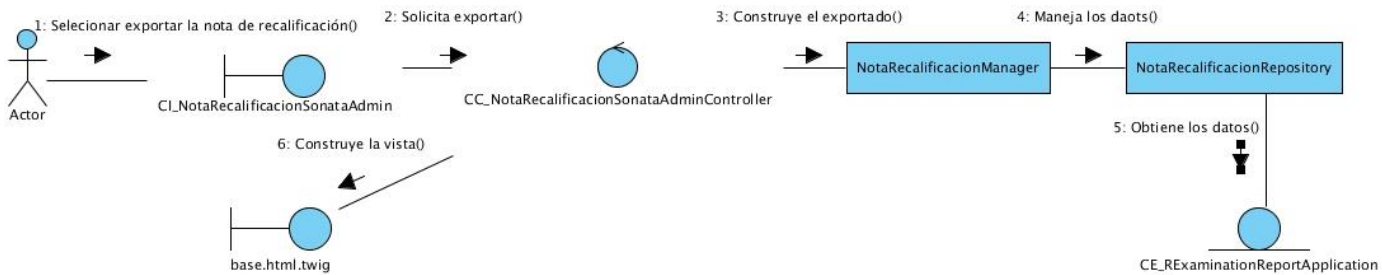 1: Selecionar exportar la nota de recalificación()
2: Solicita exportar()
3: Construye el exportado()
4: Maneja los daots()
Actor
CI_NotaRecalificacionSonataAdmin
CC_NotaRecalificacionSonataAdminController
NotaRecalificacionManager
NotaRecalificacionRepository
5: Obtiene los datos()
6: Construye la vista()
base.html.twig
CE_RExaminationReportApplication